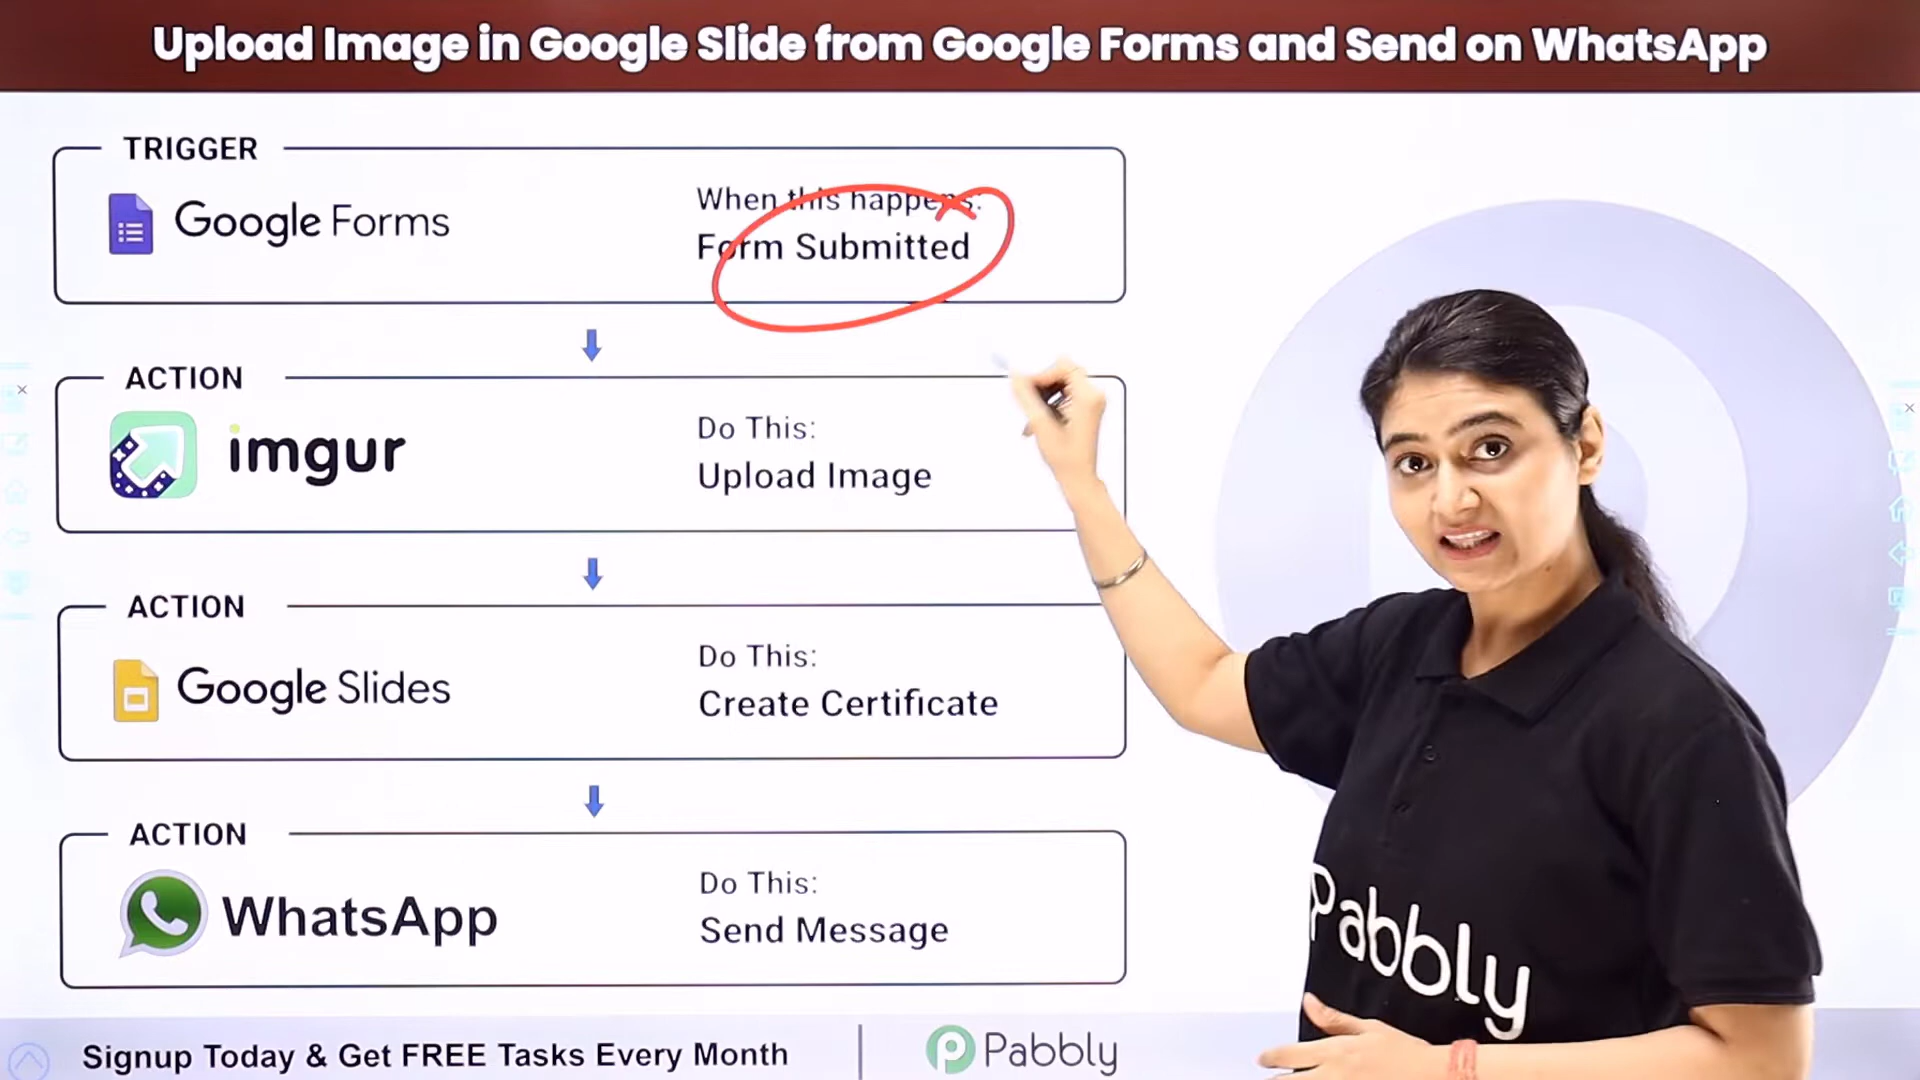 Upload Image in Google Slide from Google Forms and Send on WhatsApp
TRIGGER
Google Forms
When this happens:
Form Submitted
ACTION
imgur
Do This:
Upload Image
ACTION
Google Slides
Do This:
Create Certificate
ACTION
WhatsApp
Do This:
Send Message
Pabbly
Signup Today & Get FREE Tasks Every Month
Pabbly